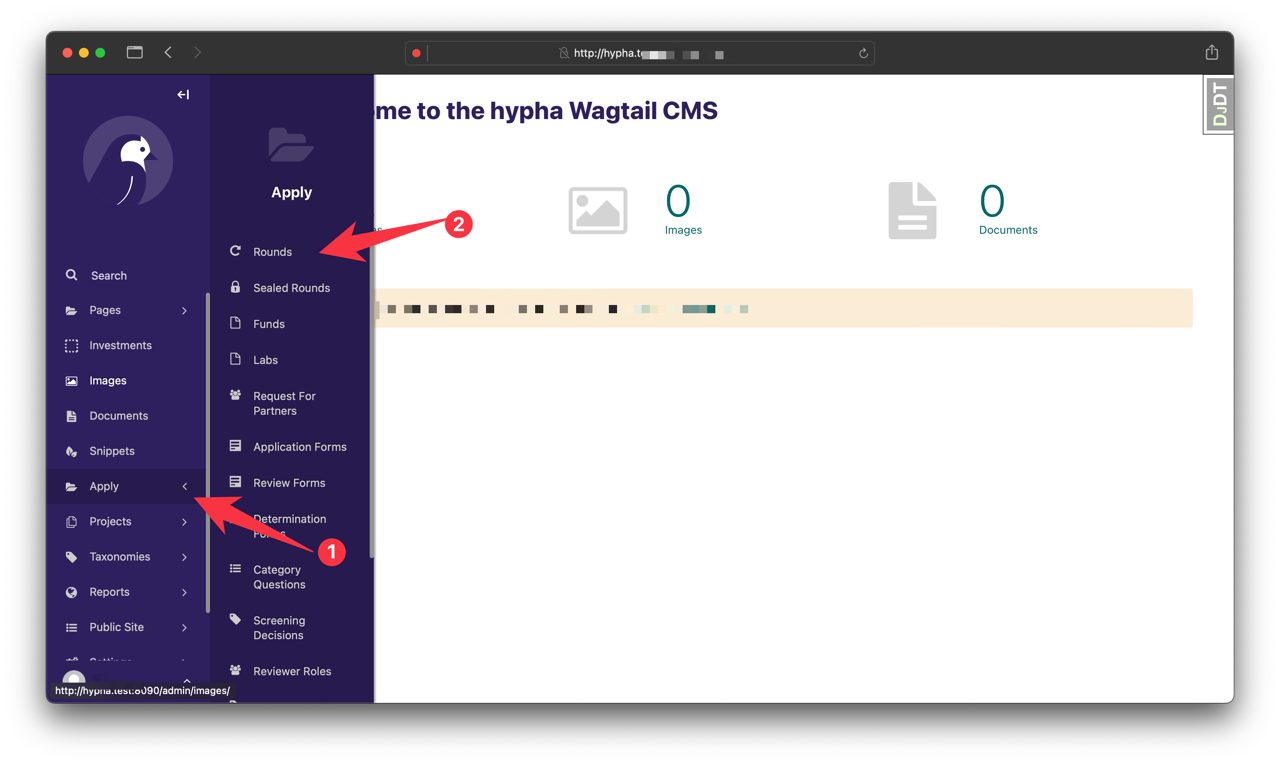 http://hypha.t
DJDT
me to the hypha Wagtail CMS
Apply
0
Images
0
Documents
2
1
Search
Pages
Investments
Images
Documents
Snippets
Apply
Projects
Taxonomies
Reports
Public Site
Settings
Rounds
Sealed Rounds
Funds
Labs
Request For
Partners
Application Forms
Review Forms
Determination
Forms
Category
Questions
Screening
Decisions
Reviewer Roles
http://hypha.test:8090/admin/images/